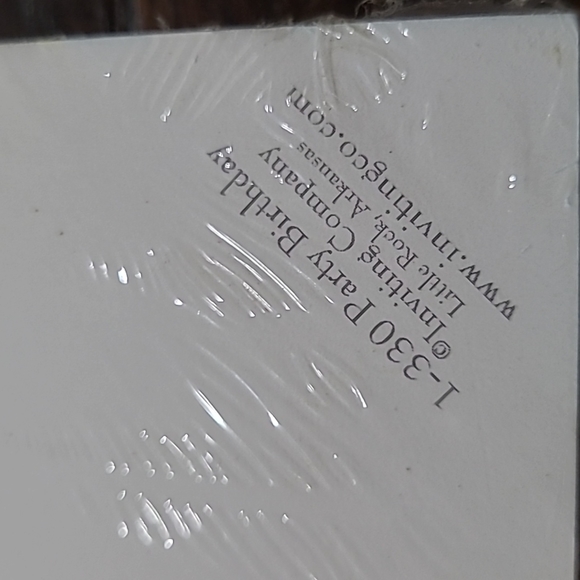 1-330 Party Birthday
©Inviting Company
Little Rock, Arkansas
www.invitingco.com